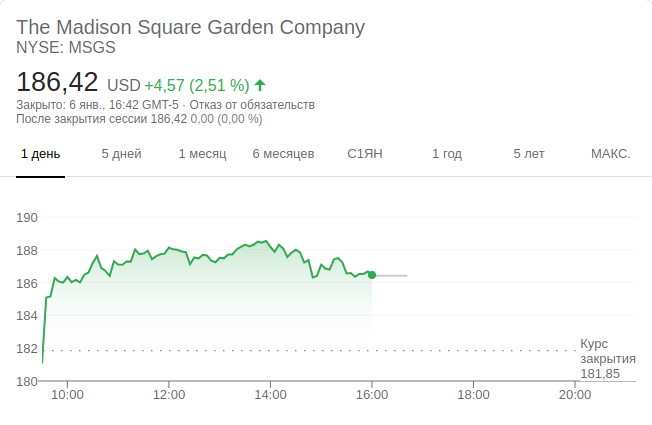 The Madison Square Garden Company
NYSE: MSGS
186,42 USD +4,57 (2,51 %)
Закрыто: 6 янв., 16:42 GMT-5 · Отказ от обязательств
После закрытия сессии 186,42 0,00 (0,00 %)
1 день 5 дней 1 месяц 6 месяцев С1ЯН 1 год 5 лет МАКС.
190
188
186
184
182
180
Курс
закрытия
181,85
10:00 12:00 14:00 16:00 18:00 20:00